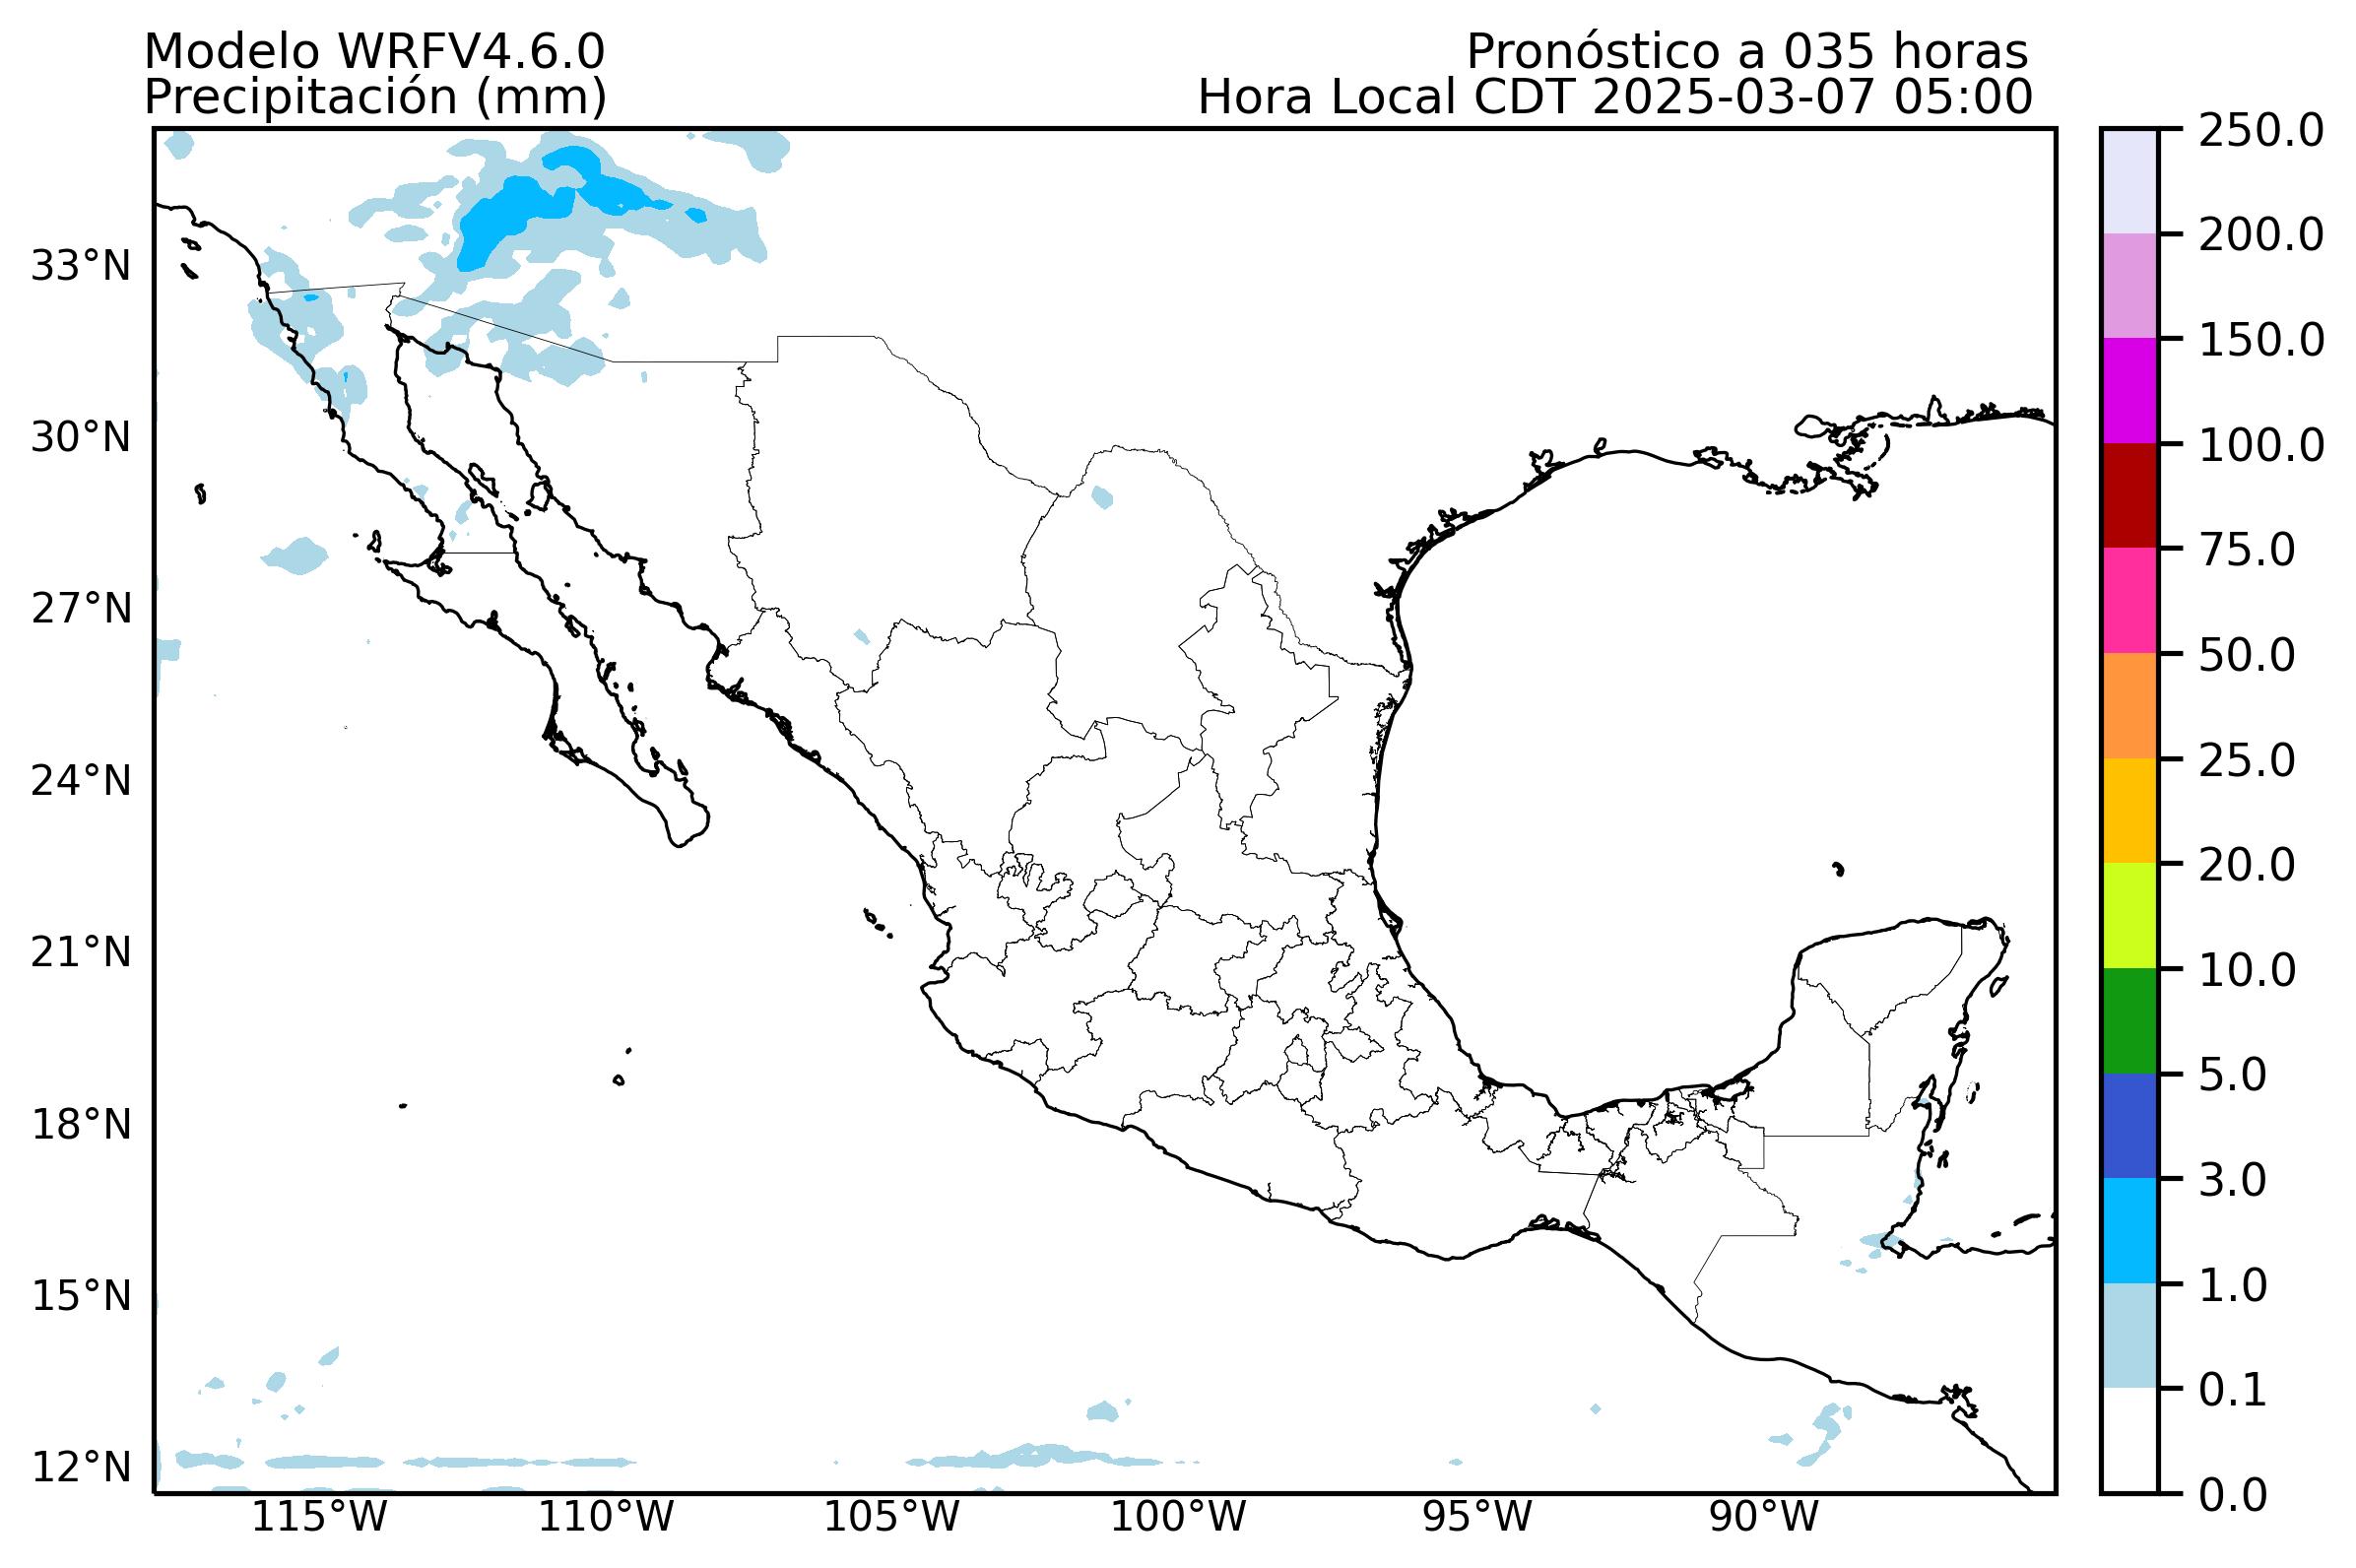 Modelo WRFV4.6.0
Precipitación (mm)
Pronóstico a 035 horas
Hora Local CDT 2025-03-07 05:00
33°N
30°N
27°N
24°N
21°N
18°N
15°N
12°N
115°W
110°W
105°W
100°W
95°W
90°W
250.0
200.0
150.0
100.0
75.0
50.0
25.0
20.0
10.0
5.0
3.0
1.0
0.1
0.0